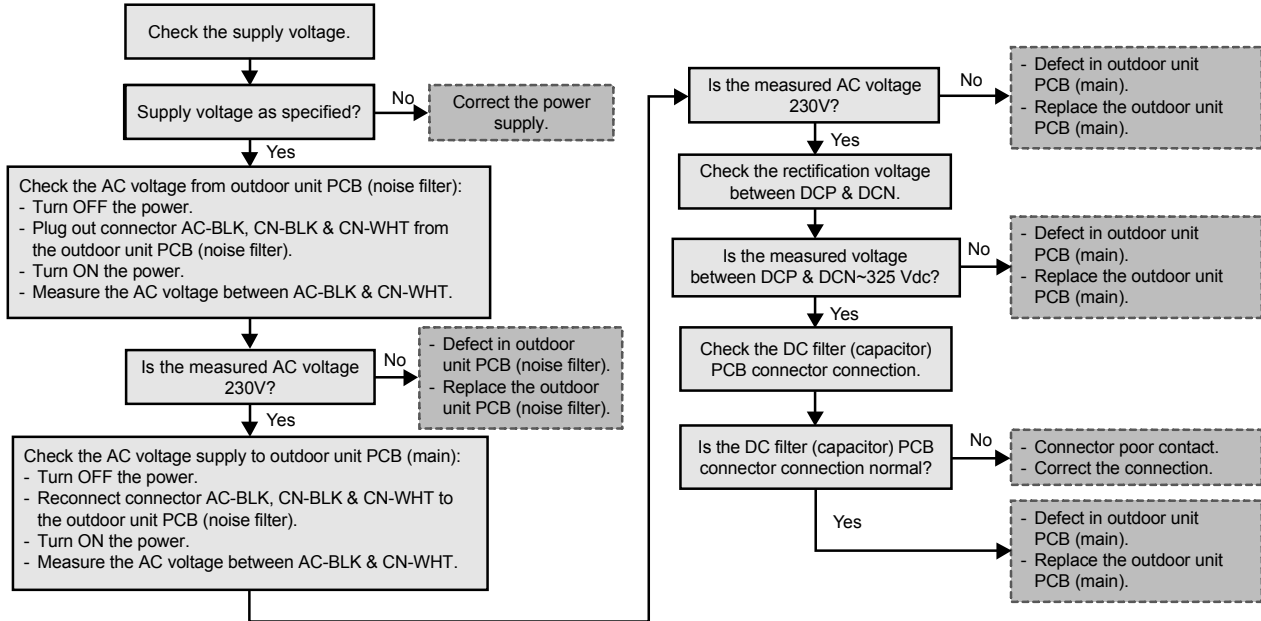 Check the supply voltage.
Supply voltage as specified?
No
Correct the power
supply.
Yes
Check the AC voltage from outdoor unit PCB (noise filter):
- Turn OFF the power.
- Plug out connector AC-BLK, CN-BLK & CN-WHT from
the outdoor unit PCB (noise filter).
- Turn ON the power.
- Measure the AC voltage between AC-BLK & CN-WHT.
Is the measured AC voltage
230V?
No
- Defect in outdoor
unit PCB (noise filter).
- Replace the outdoor
unit PCB (noise filter).
Yes
Check the AC voltage supply to outdoor unit PCB (main):
- Turn OFF the power.
- Reconnect connector AC-BLK, CN-BLK & CN-WHT to
the outdoor unit PCB (noise filter).
- Turn ON the power.
- Measure the AC voltage between AC-BLK & CN-WHT.
Is the measured AC voltage
230V?
No
- Defect in outdoor unit
PCB (main).
- Replace the outdoor unit
PCB (main).
Yes
Check the rectification voltage
between DCP & DCN.
Is the measured voltage
between DCP & DCN~325 Vdc?
No
- Defect in outdoor unit
PCB (main).
- Replace the outdoor unit
PCB (main).
Yes
Check the DC filter (capacitor)
PCB connector connection.
Is the DC filter (capacitor) PCB
connector connection normal?
No
- Connector poor contact.
- Correct the connection.
Yes
- Defect in outdoor unit
PCB (main).
- Replace the outdoor unit
PCB (main).